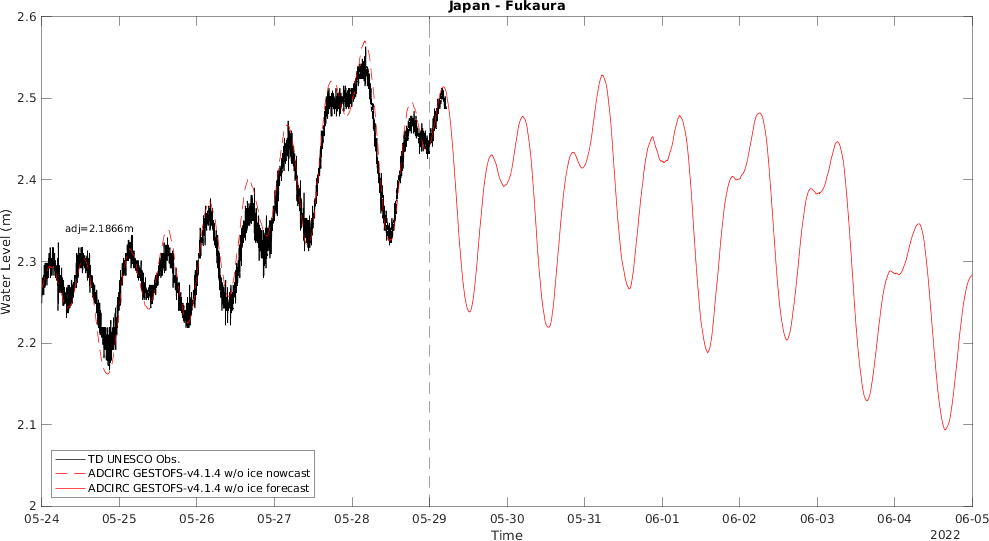 Japan - Fukaura
2.6
2.5
2.4
2.3
2.2
2.1
2
Water Level (m)
adj=2.1866m
TD UNESCO Obs.
ADCIRC GESTOFS-v4.1.4 w/o ice nowcast
ADCIRC GESTOFS-v4.1.4 w/o ice forecast
05-24 05-25 05-26 05-27 05-28 05-29 05-30 05-31 06-01 06-02 06-03 06-04 06-05
Time
2022